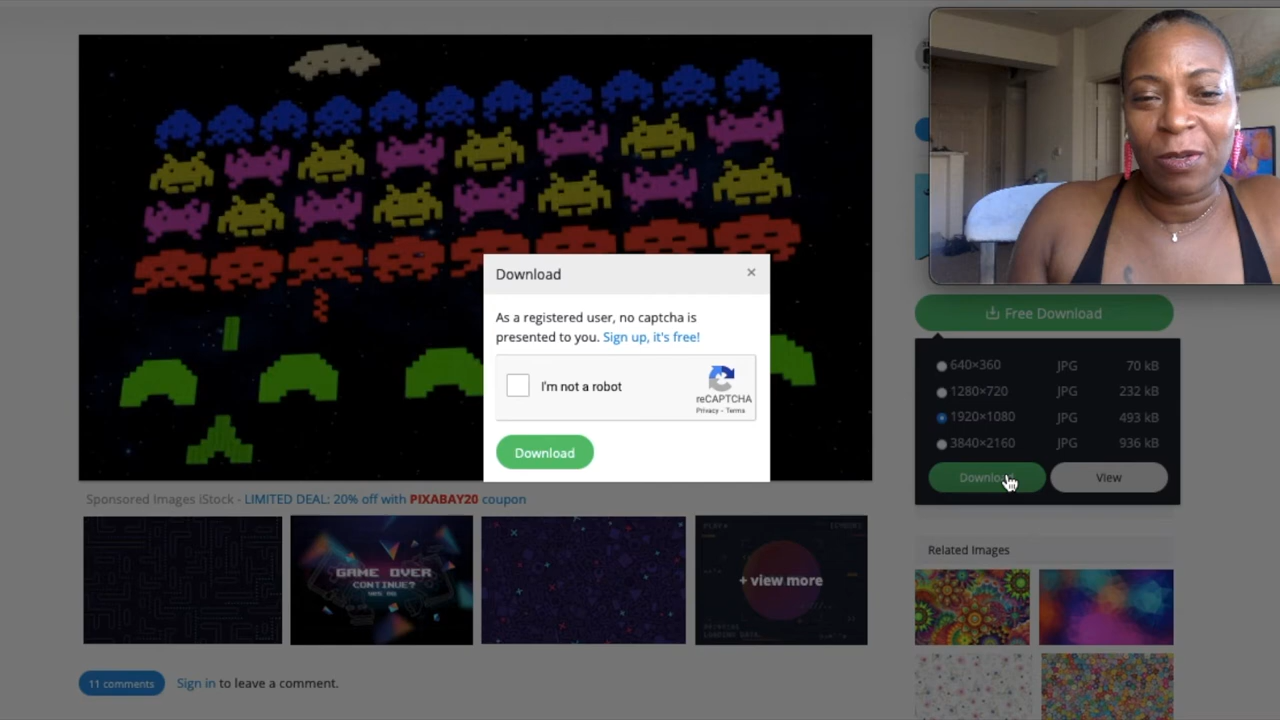 Download
×
As a registered user, no captcha is
presented to you. Sign up, it's free!
I'm not a robot
reCAPTCHA
Privacy - Terms
Download
Free Download
640×360 JPG 70 kB
1280×720 JPG 232 kB
1920×1080 JPG 493 kB
3840×2160 JPG 936 kB
Download View
Sponsored Images iStock - LIMITED DEAL: 20% off with PIXABAY20 coupon
GAME OVER
CONTINUE?
+ view more
Related Images
11 comments Sign in to leave a comment.